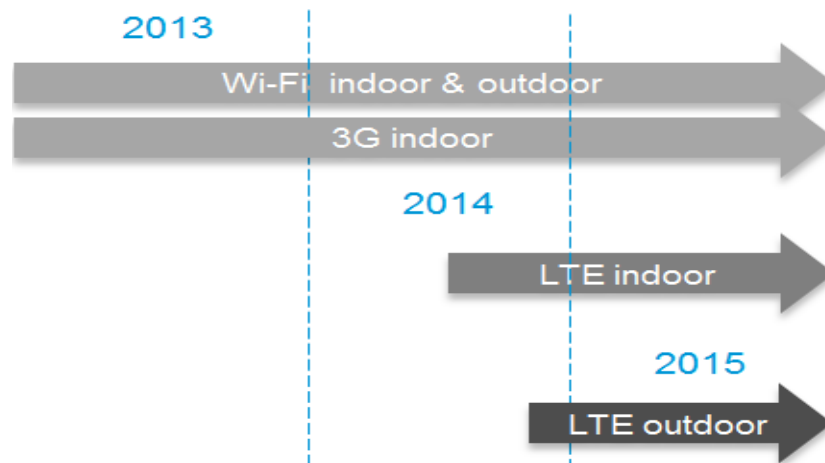 2013
Wi-Fi indoor & outdoor
3G indoor
2014
LTE indoor
2015
LTE outdoor